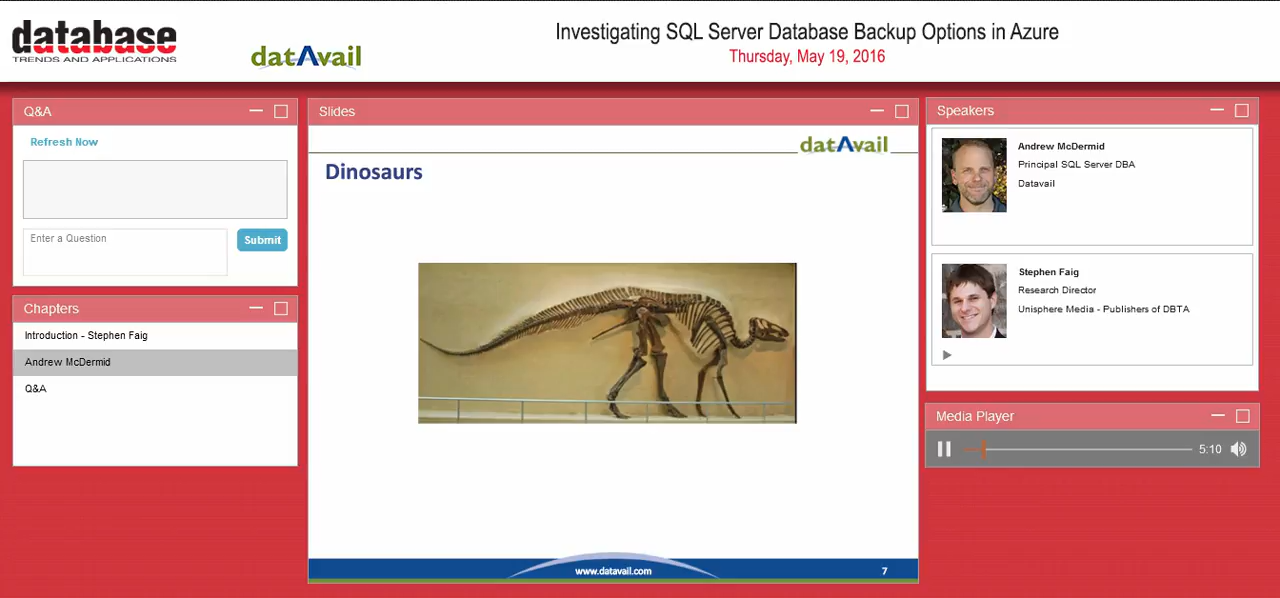 database
TRENDS AND APPLICATIONS
datAvail
Investigating SQL Server Database Backup Options in Azure
Thursday, May 19, 2016
Q&A
Refresh Now
Enter a Question
Submit
Chapters
Introduction - Stephen Faig
Andrew McDermid
Q&A
Slides
datAvail
Dinosaurs
www.datavail.com
7
Speakers
Andrew McDermid
Principal SQL Server DBA
Datavail
Stephen Faig
Research Director
Unisphere Media - Publishers of DBTA
Media Player
5:10